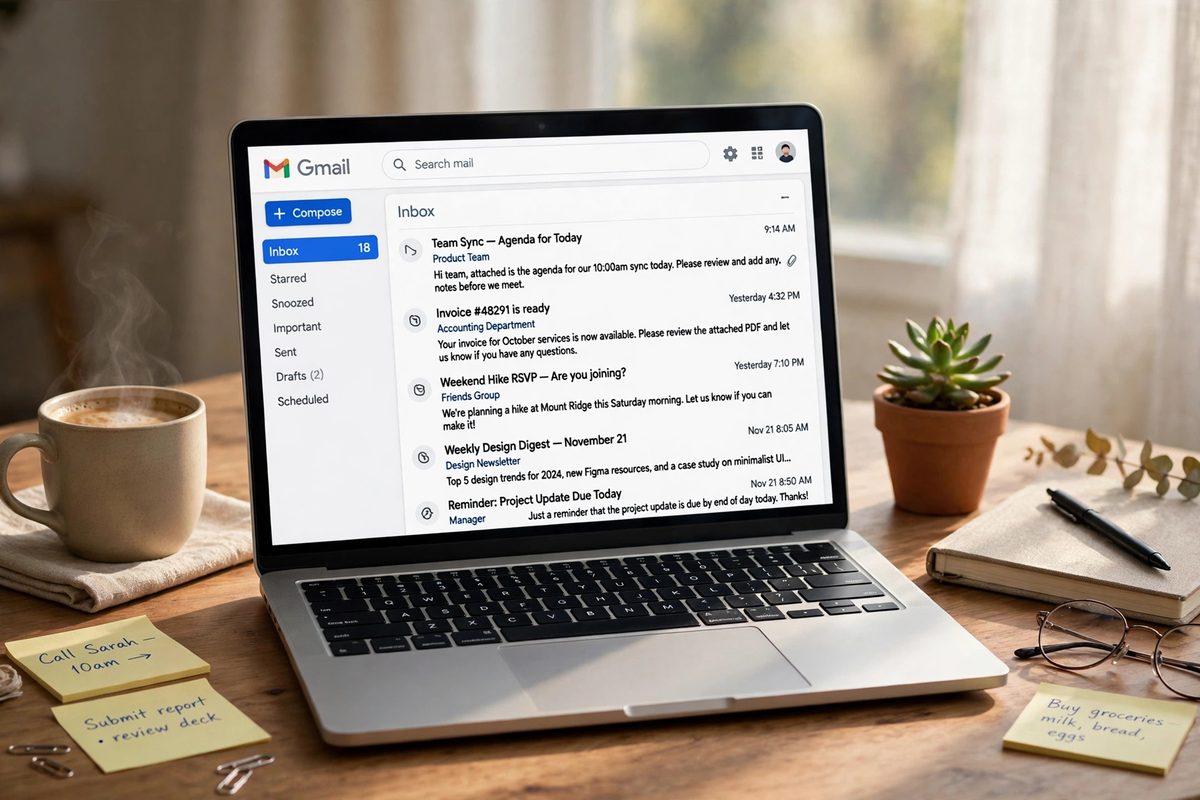 Gmail
Search mail
Compose
Inbox 18
Starred
Snoozed
Important
Sent
Drafts (2)
Scheduled
Inbox
Team Sync — Agenda for Today 9:14 AM
Product Team
Hi team, attached is the agenda for our 10:00am sync today. Please review and add any.
notes before we meet.
Invoice #48291 is ready Yesterday 4:32 PM
Accounting Department
Your invoice for October services is now available. Please review the attached PDF and let
us know if you have any questions.
Weekend Hike RSVP — Are you joining? Yesterday 7:10 PM
Friends Group
We're planning a hike at Mount Ridge this Saturday morning. Let us know if you can
make it!
Weekly Design Digest — November 21 Nov 21 8:05 AM
Design Newsletter
Top 5 design trends for 2024, new Figma resources, and a case study on minimalist UI...
Reminder: Project Update Due Today Nov 21 8:50 AM
Manager Just a reminder that the project update is due by end of day today. Thanks!
Call Sarah –
10am →
Submit report
• review deck
Buy groceries –
milk, bread,
eggs